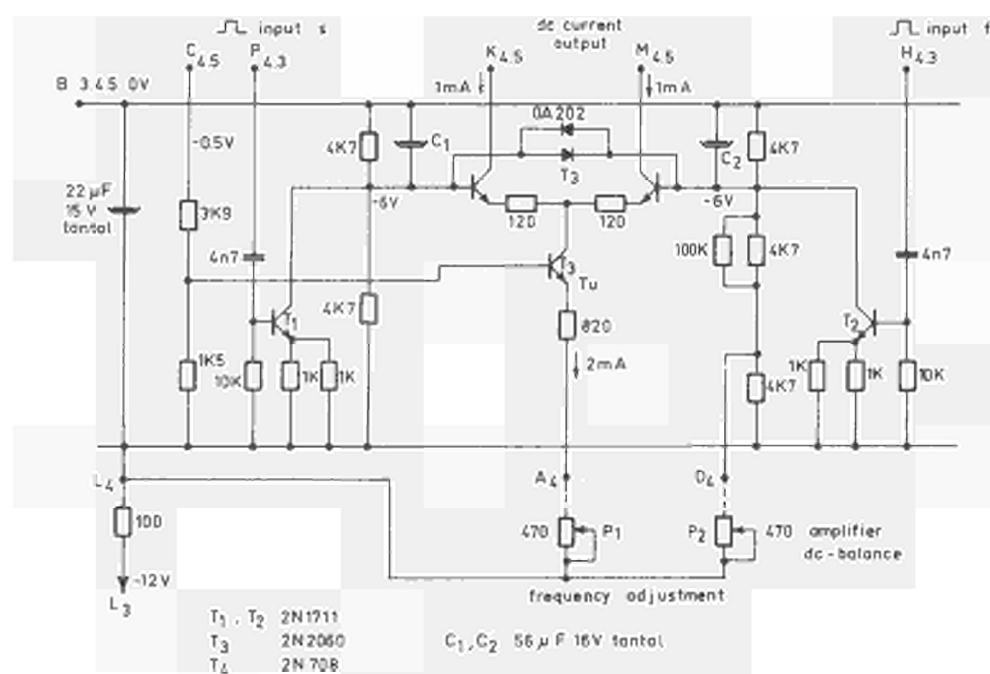 input s
dc current
output
input f
C4.5
P4.3
K4.5
M4.5
H4.3
B 3.4.5 0V
1mA
1mA
0A202
-0.5V
4K7
C1
T3
C2
4K7
22 µF
15 V
tantal
3K9
-6V
120
120
-6V
4n7
100K
4K7
4n7
T3
Tu
T1
4K7
820
T2
1K5
10K
1K
1K
2mA
4K7
1K
1K
10K
L4
A4
D4
100
470
P1
P2
470 amplifier
dc-balance
-12V
L3
frequency adjustment
T1, T2 2N1711
T3 2N2060
T4 2N708
C1, C2 56 µF 16V tantal